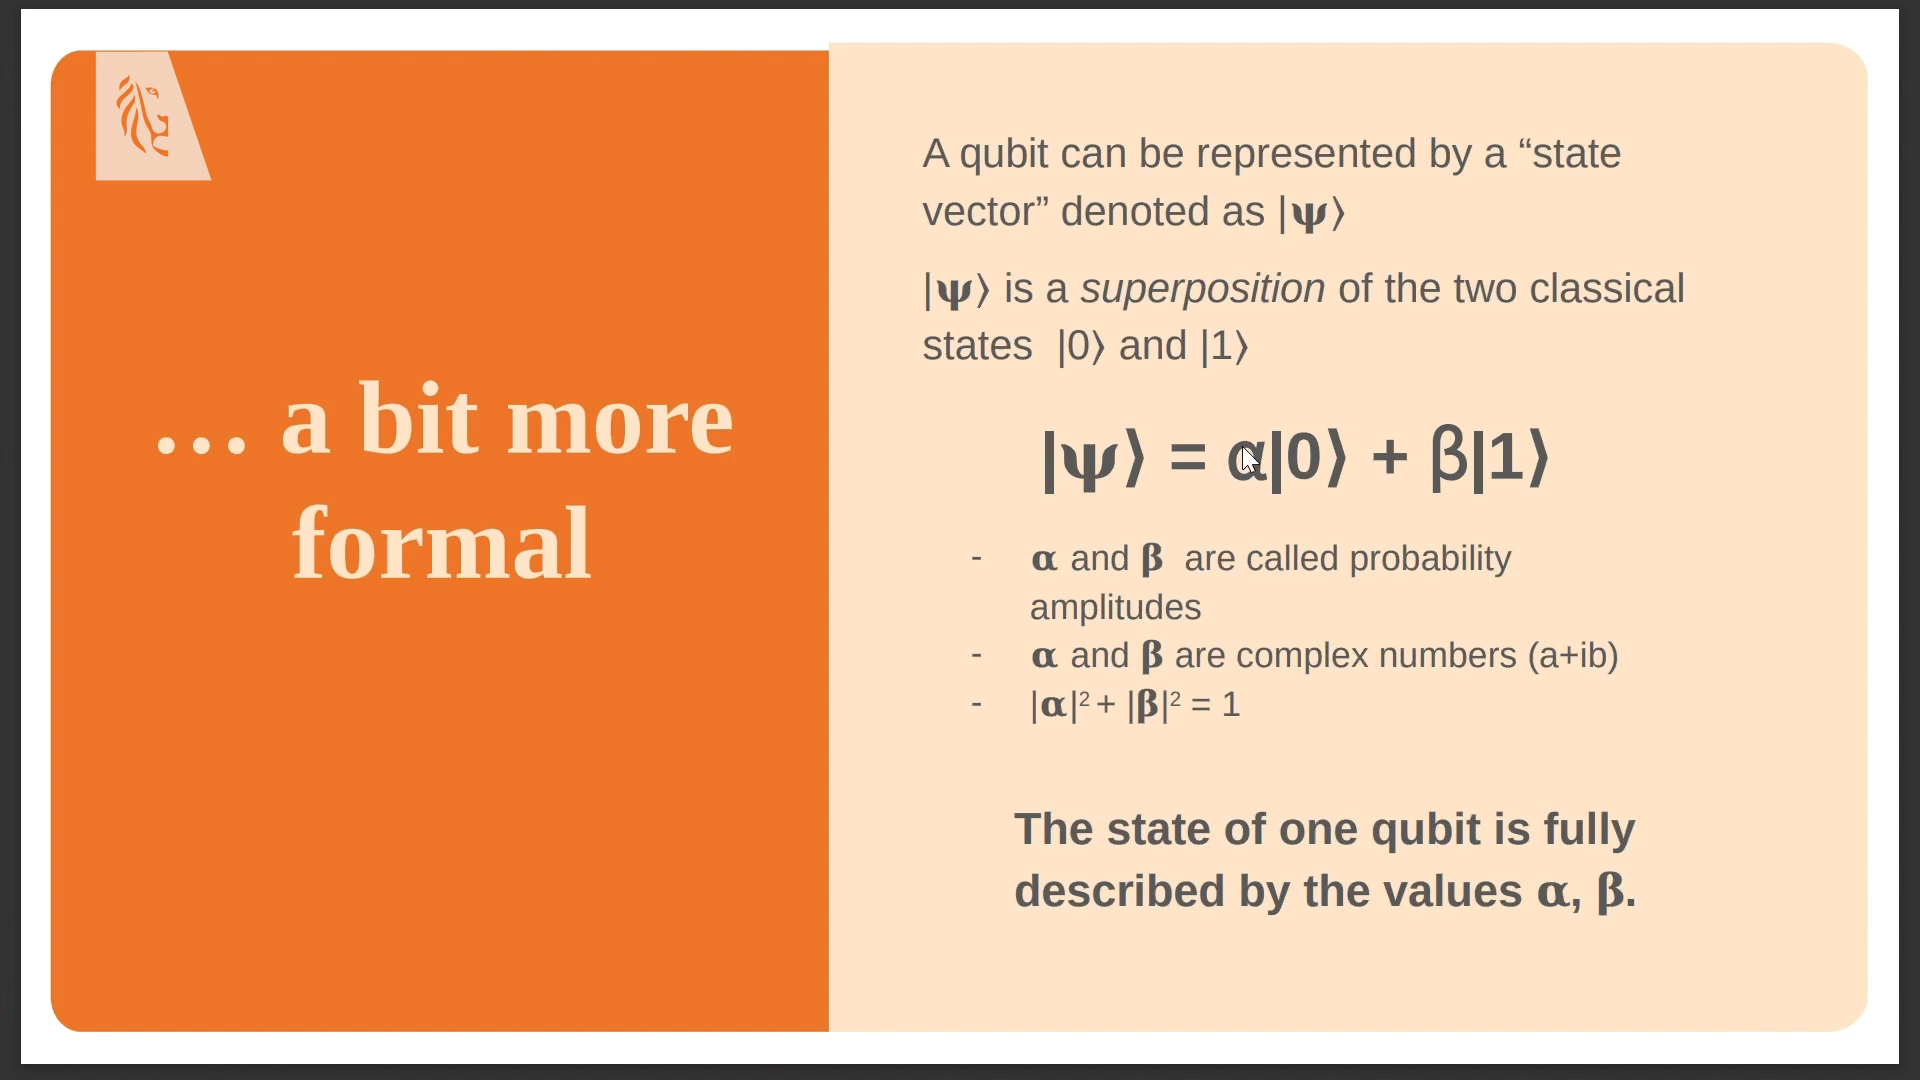 … a bit more
formal
A qubit can be represented by a “state
vector” denoted as |𝛙⟩
|𝛙⟩ is a superposition of the two classical
states  |0⟩ and |1⟩
|𝛙⟩ = α|0⟩ + β|1⟩
- 𝛂 and 𝛃  are called probability
amplitudes
- 𝛂 and 𝛃 are complex numbers (a+ib)
- |𝛂|² + |𝛃|² = 1
The state of one qubit is fully
described by the values 𝛂, 𝛃.